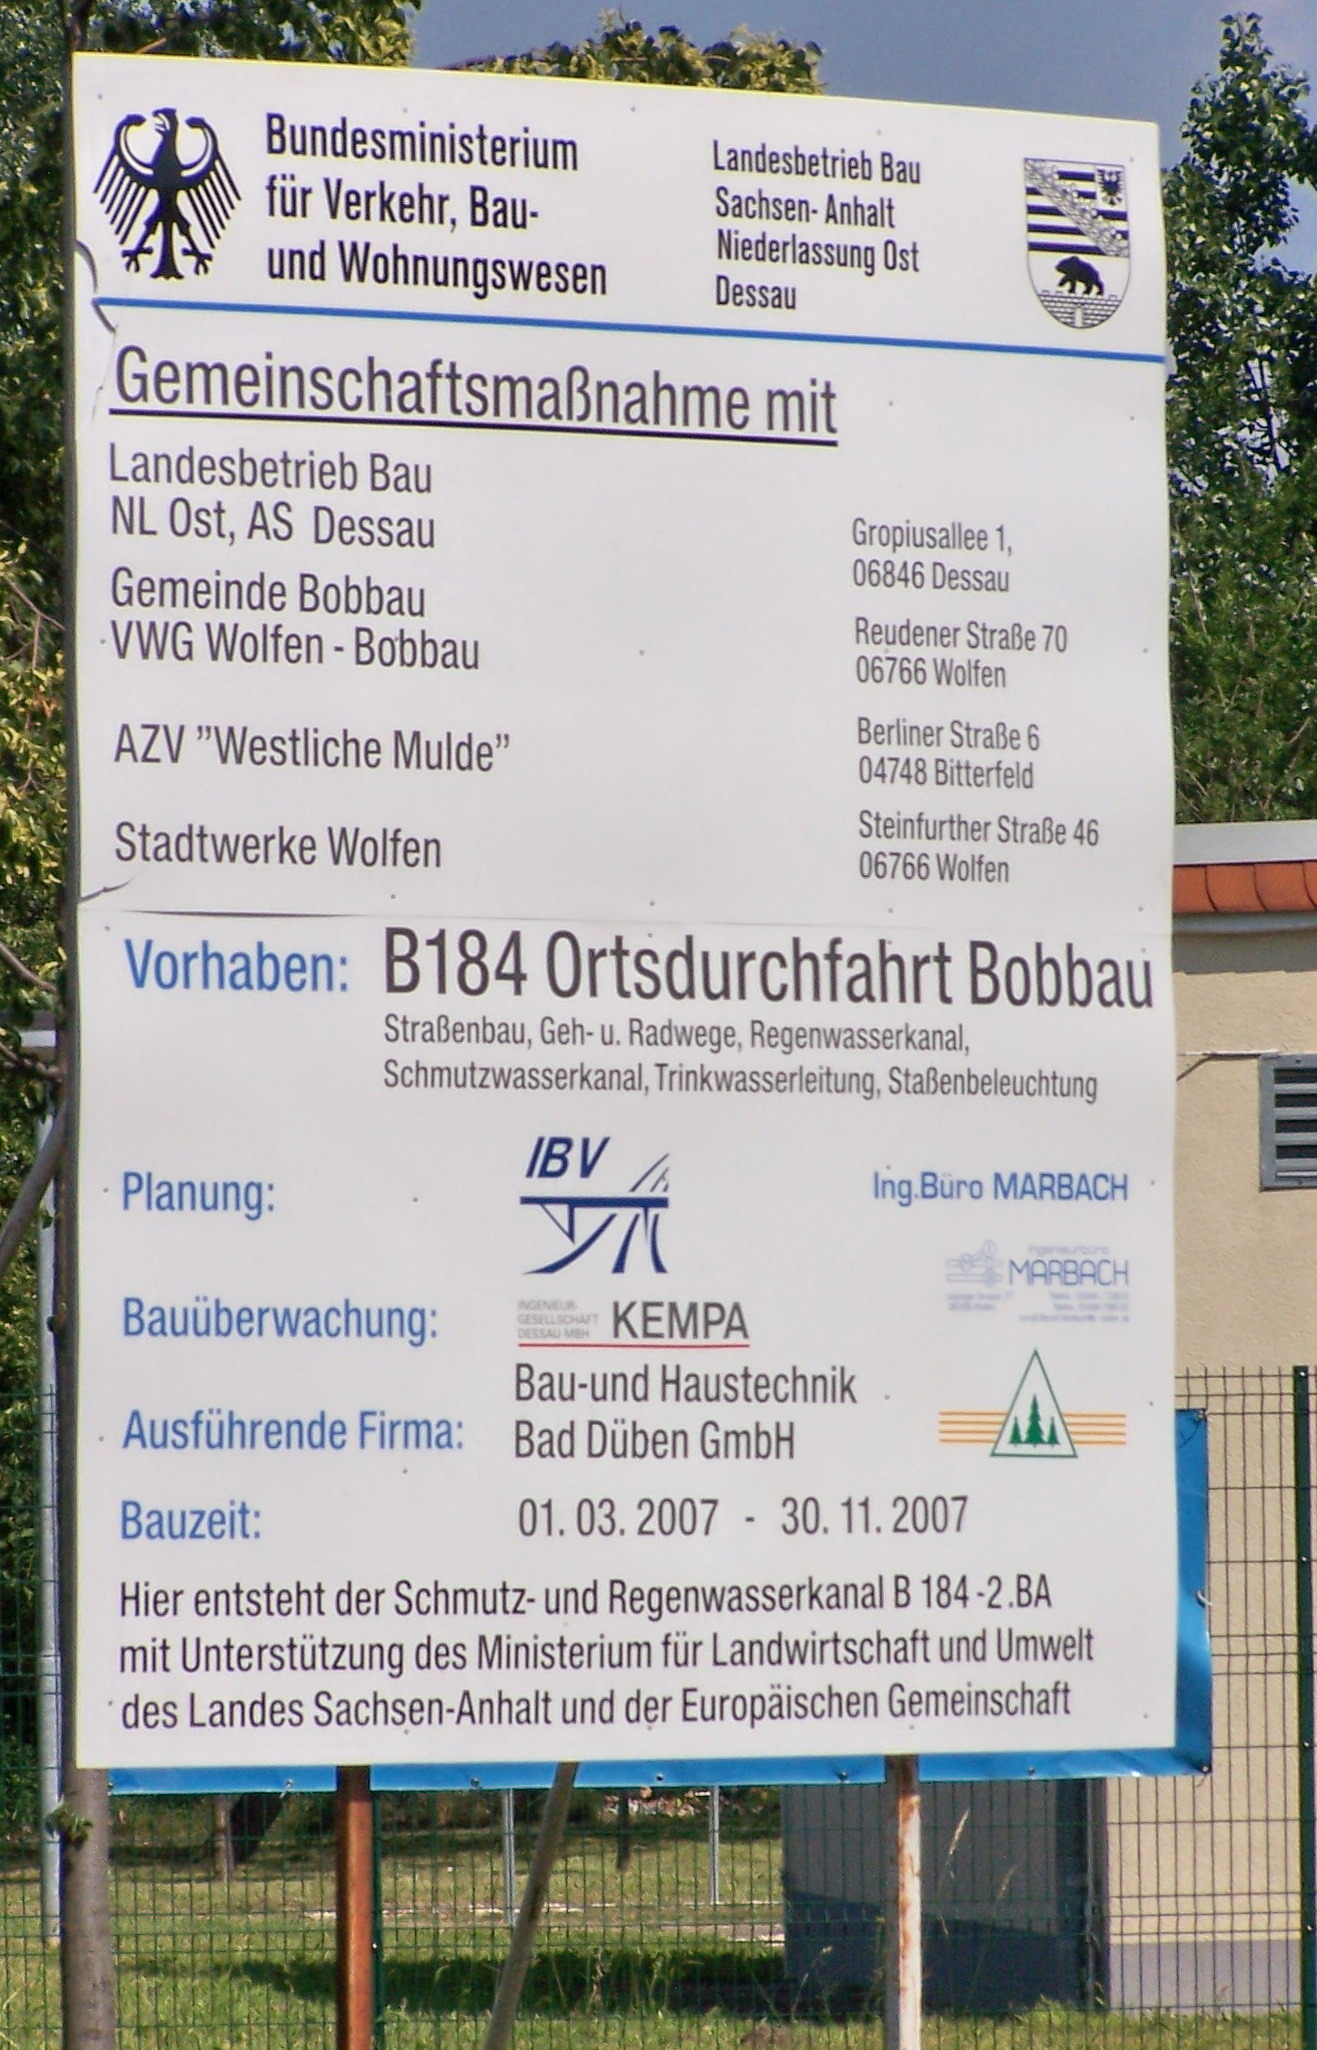 Bundesministerium
für Verkehr, Bau-
und Wohnungswesen
Landesbetrieb Bau
Sachsen- Anhalt
Niederlassung Ost
Dessau
Gemeinschaftsmaßnahme mit
Landesbetrieb Bau
NL Ost, AS Dessau
Gropiusallee 1,
06846 Dessau
Gemeinde Bobbau
VWG Wolfen - Bobbau
Reudener Straße 70
06766 Wolfen
AZV ”Westliche Mulde”
Berliner Straße 6
04748 Bitterfeld
Stadtwerke Wolfen
Steinfurther Straße 46
06766 Wolfen
Vorhaben: B184 Ortsdurchfahrt Bobbau
Straßenbau, Geh- u. Radwege, Regenwasserkanal,
Schmutzwasserkanal, Trinkwasserleitung, Staßenbeleuchtung
Planung:
IBV
Ing.Büro MARBACH
Ingenieurbüro
MARBACH
Bauüberwachung:
INGENIEUR-
GESELLSCHAFT
DESSAU MBH
KEMPA
Ausführende Firma:
Bau-und Haustechnik
Bad Düben GmbH
Bauzeit: 01. 03. 2007 - 30. 11. 2007
Hier entsteht der Schmutz- und Regenwasserkanal B 184 -2.BA
mit Unterstützung des Ministerium für Landwirtschaft und Umwelt
des Landes Sachsen-Anhalt und der Europäischen Gemeinschaft